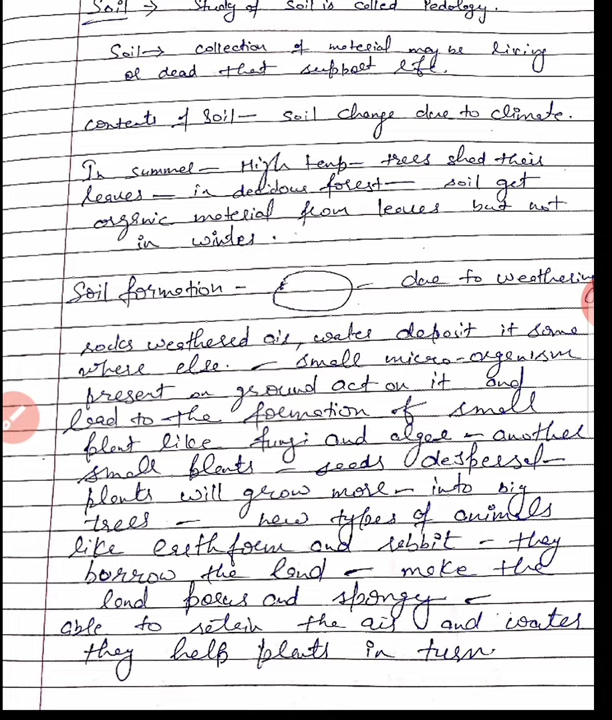 Soil → Study of Soil is called Pedology.
Soil → collection of material may be living
or dead that support life.
contents of Soil — soil change due to climate.
In summer — High temp — trees shed their
leaves — in decidous forest — soil get
organic material from leaves but not
in winter.
Soil formation - due to weathering
rocks weathered air, water deposit it some
where else. — small micro-organism
present on ground act on it and
lead to the formation of small
plant like fungi and algae — another
small plants — seeds despersel —
plants will grow more — into big
trees — new types of animals
like earthform and rabbit — they
borrow the land — make the
land porus and spongy —
able to retain the air and water
they help plants in turn.